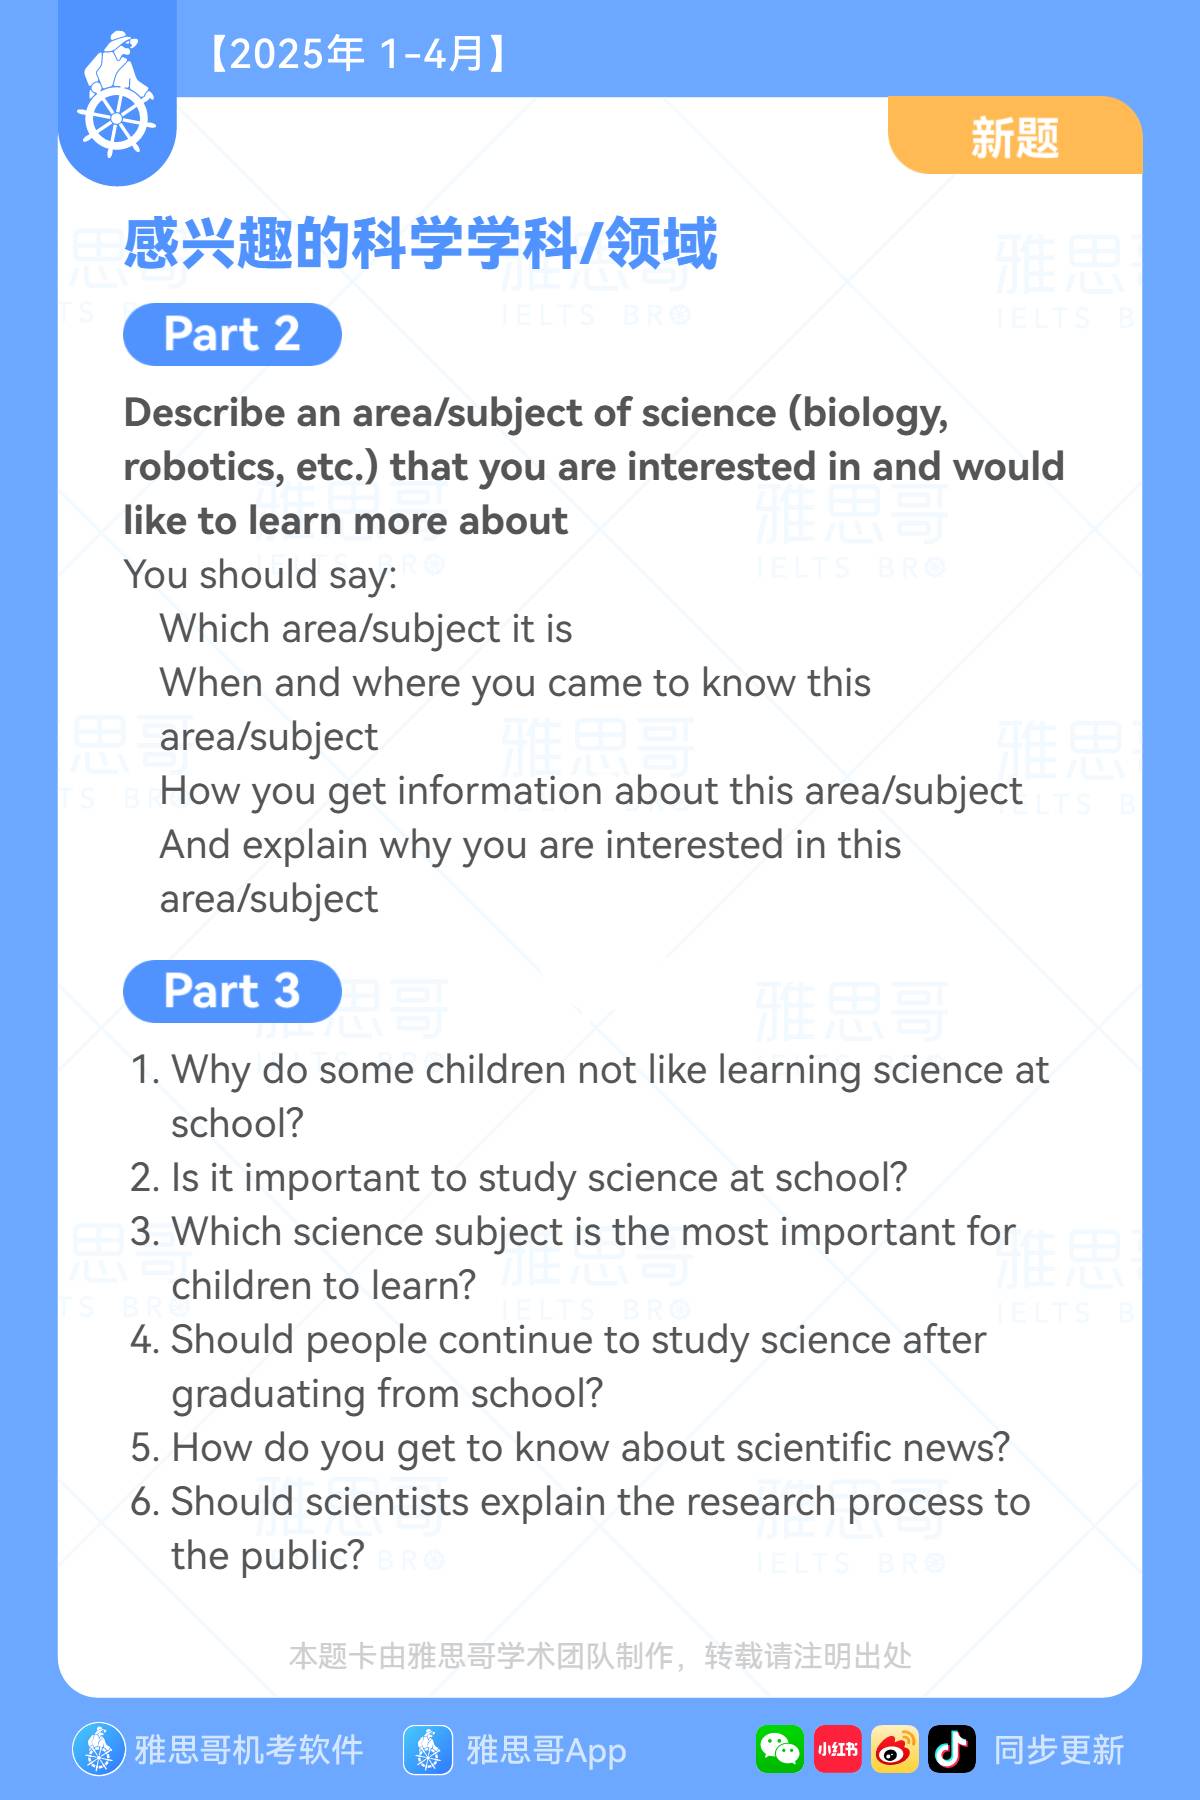 【2025年 1-4月】
新题
感兴趣的科学学科/领域
Part 2
Describe an area/subject of science (biology,
robotics, etc.) that you are interested in and would
like to learn more about
You should say:
Which area/subject it is
When and where you came to know this
area/subject
How you get information about this area/subject
And explain why you are interested in this
area/subject
Part 3
1. Why do some children not like learning science at
school?
2. Is it important to study science at school?
3. Which science subject is the most important for
children to learn?
4. Should people continue to study science after
graduating from school?
5. How do you get to know about scientific news?
6. Should scientists explain the research process to
the public?
本题卡由雅思哥学术团队制作，转载请注明出处
雅思哥机考软件 雅思哥App 小红书 同步更新
雅思哥
IELTS BRO